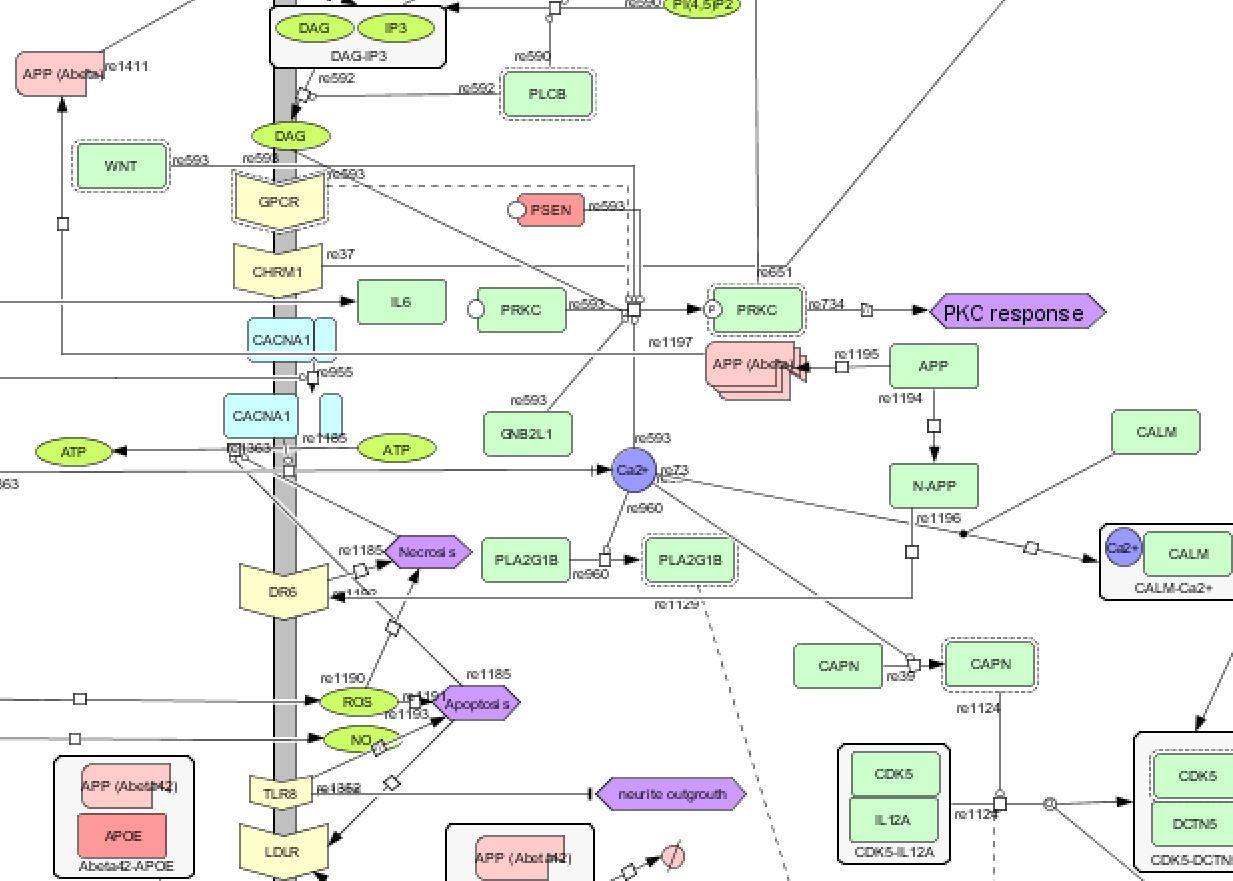 re590
PI(4,5)P2
DAG
IP3
DAG-IP3
re590
APP (Abeta)
re1411
re592
re592
PLCB
DAG
WNT
re593
re593
re593
GPCR
PSEN
re593
re37
CHRM1
re651
IL6
PRKC
re593
P
PRKC
re734
PKC response
CACNA1
re1197
re1195
APP (Abeta)
APP
re955
re1194
re593
CACNA1
GNB2L1
CALM
re1185
re593
ATP
ATP
Ca2+
re73
N-APP
re960
re1196
re1185
Necrosis
PLA2G1B
PLA2G1B
re960
Ca2+
CALM
CALM-Ca2+
DR6
re1129
CAPN
CAPN
re39
re1190
re1185
ROS
re1191
Apoptosis
re1193
re1124
NO
APP (Abeta42)
CDK5
CDK5
TLR8
neurite outgrouth
re1124
IL12A
DCTN5
APOE
CDK5-IL12A
LDLR
APP (Abeta42)
Abeta42-APOE
CDK5-DCTN